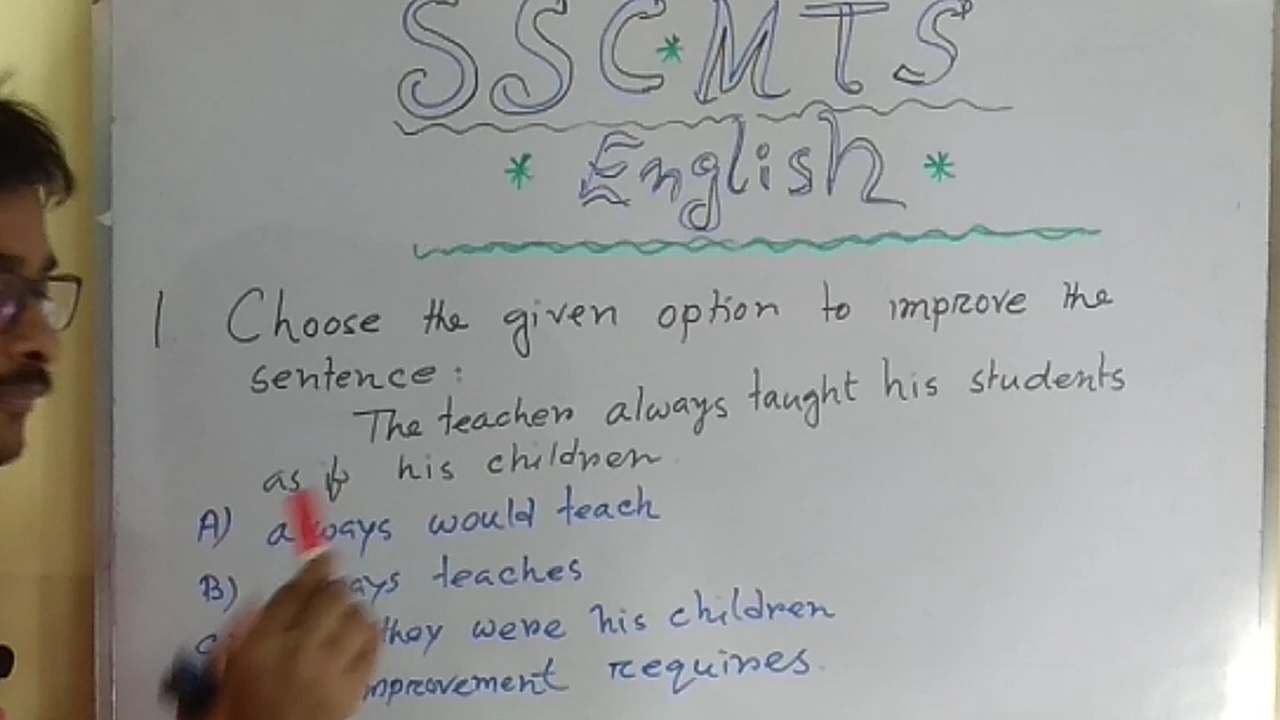 SSC * MTS
* English *
1 Choose the given option to improve the
sentence :
The teacher always taught his students
as if his children
A) always would teach
B) teaches
they were his children
requires.